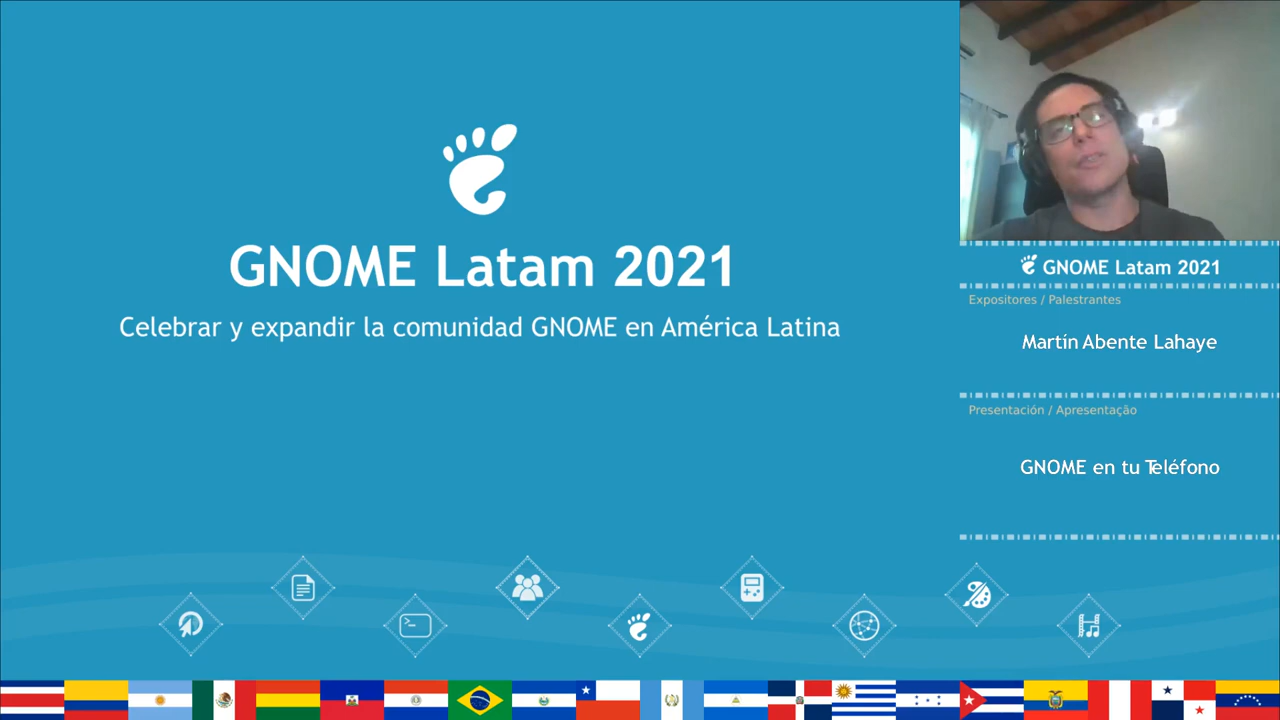 GNOME Latam 2021
Celebrar y expandir la comunidad GNOME en América Latina
GNOME Latam 2021
Expositores / Palestrantes
Martín Abente Lahaye
Presentación / Apresentação
GNOME en tu Teléfono